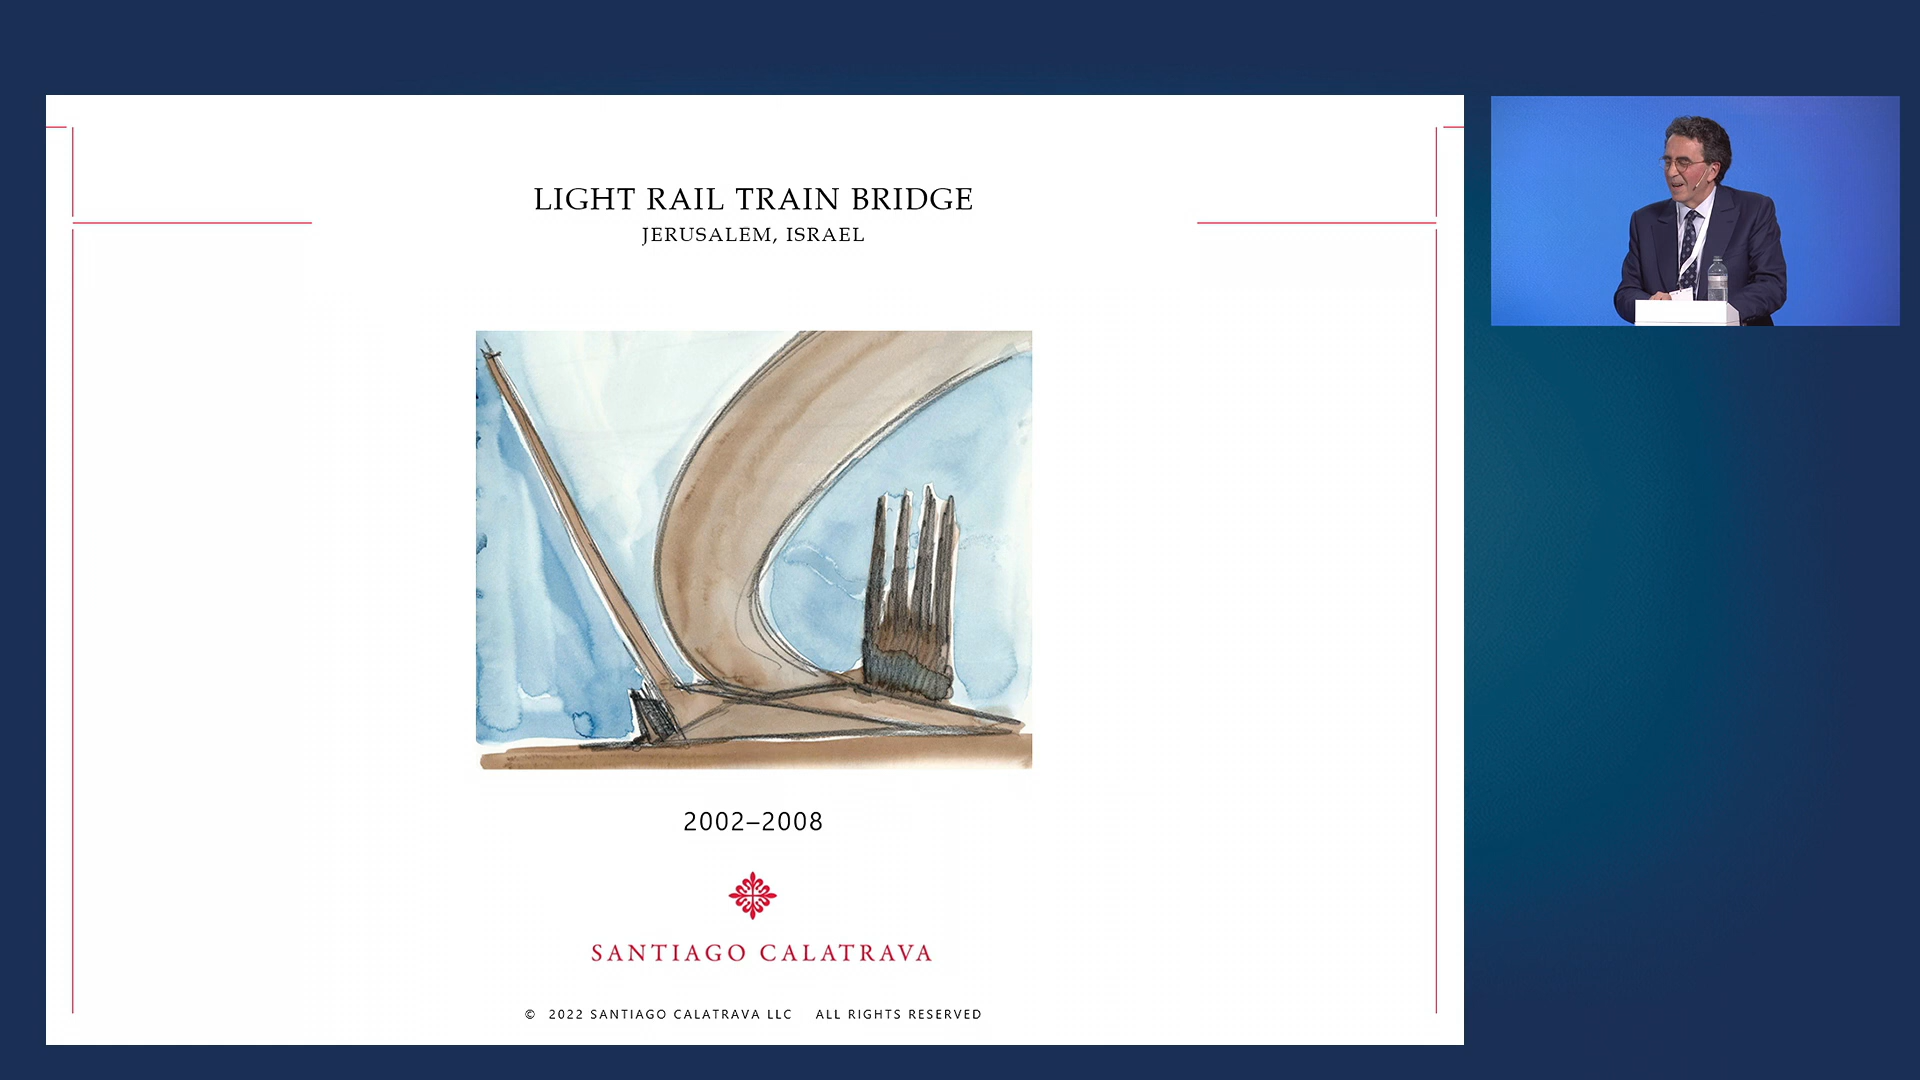 LIGHT RAIL TRAIN BRIDGE
JERUSALEM, ISRAEL
2002–2008
SANTIAGO CALATRAVA
© 2022 SANTIAGO CALATRAVA LLC ALL RIGHTS RESERVED